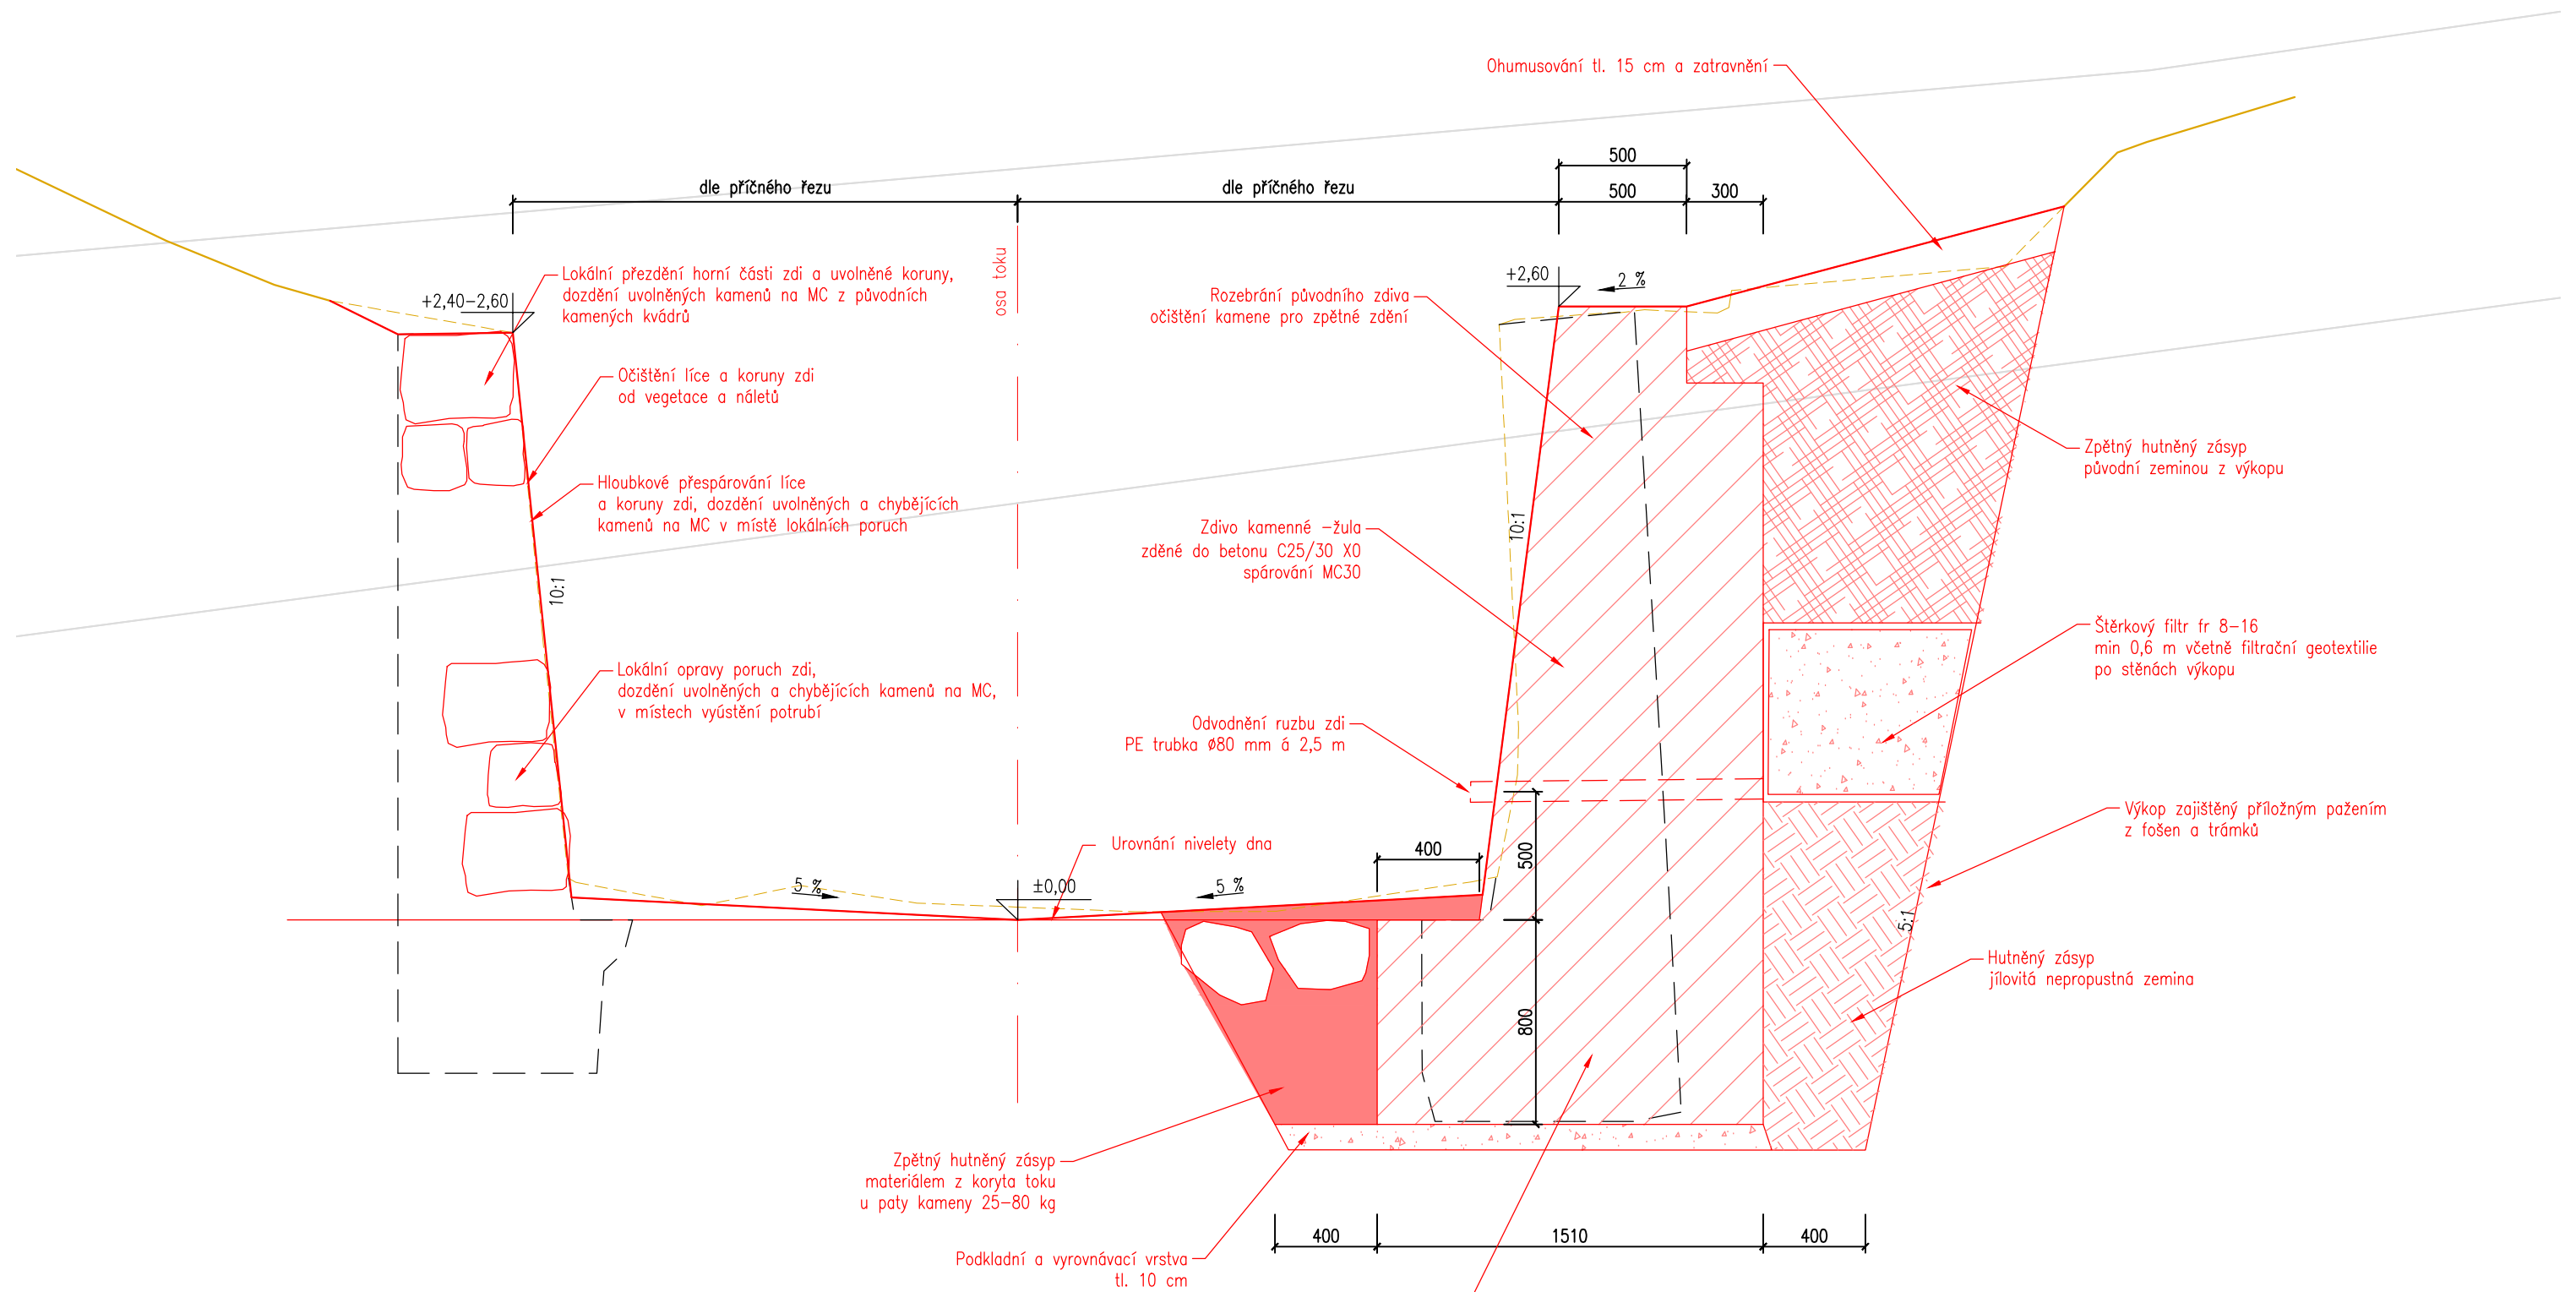 Ohumusování tl. 15 cm a zatravnění
500
dle příčného řezu
dle příčného řezu
500
300
osa toku
Lokální přezdění horní části zdi a uvolněné koruny,
dozdění uvolněných kamenů na MC z původních
kamených kvádrů
+2,40-2,60
+2,60
2 %
Rozebrání původního zdiva
očištění kamene pro zpětné zdění
Očištění líce a koruny zdi
od vegetace a náletů
Zpětný hutněný zásyp
původní zeminou z výkopu
Hloubkové přespárování líce
a koruny zdi, dozdění uvolněných a chybějících
kamenů na MC v místě lokálních poruch
Zdivo kamenné -žula
zděné do betonu C25/30 X0
spárování MC30
10:1
10:1
Štěrkový filtr fr 8-16
min 0,6 m včetně filtrační geotextilie
po stěnách výkopu
Lokální opravy poruch zdi,
dozdění uvolněných a chybějících kamenů na MC,
v místech vyústění potrubí
Odvodnění ruzbu zdi
PE trubka Ø80 mm á 2,5 m
Výkop zajištěný příložným pažením
z fošen a trámků
Urovnání nivelety dna
400
500
5 %
±0,00
5 %
5:1
Hutněný zásyp
jílovitá nepropustná zemina
800
Zpětný hutněný zásyp
materiálem z koryta toku
u paty kameny 25-80 kg
400
1510
400
Podkladní a vyrovnávací vrstva
tl. 10 cm